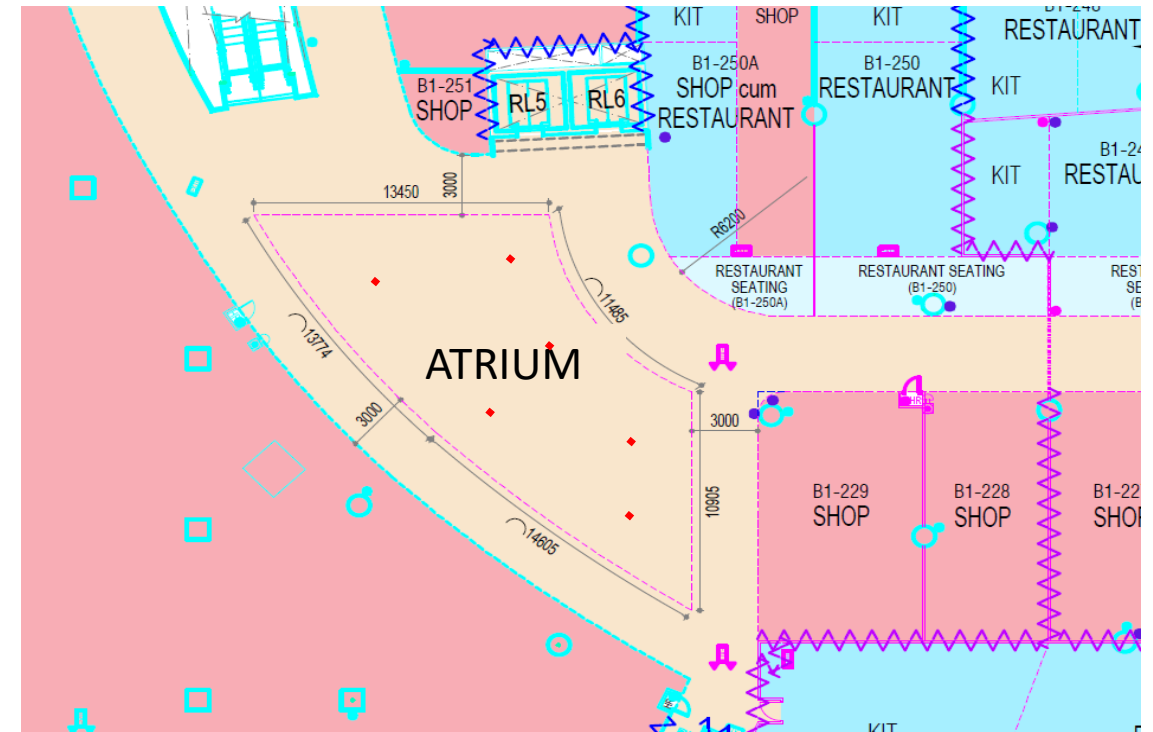 KIT
SHOP
KIT
RESTAURANT
B1-251
SHOP
RL5
RL6
B1-250A
SHOP cum
RESTAURANT
B1-250
RESTAURANT
KIT
KIT
13450
3000
R6200
RESTAURANT
SEATING
(B1-250A)
RESTAURANT SEATING
(B1-250)
11485
13774
ATRIUM
3000
3000
HR
10905
14605
B1-229
SHOP
B1-228
SHOP
KIT